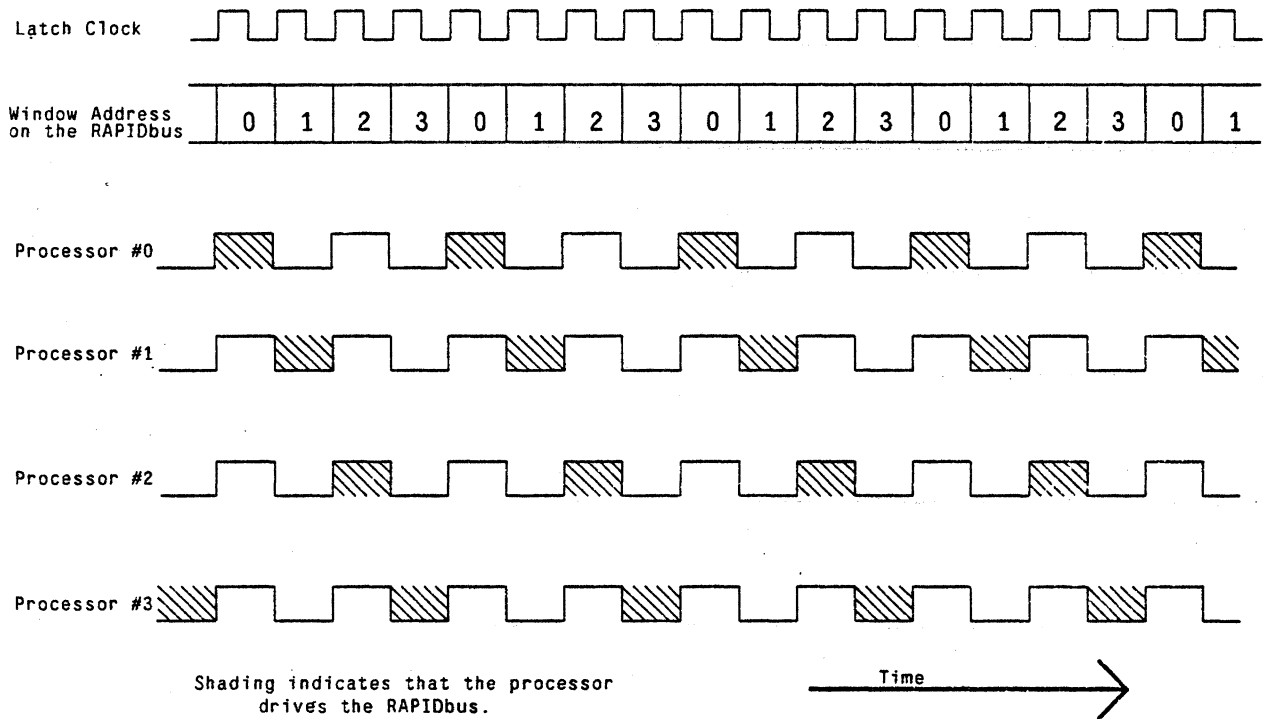 Latch Clock
Window Address
on the RAPIDbus
0 1 2 3 0 1 2 3 0 1 2 3 0 1 2 3 0 1
Processor #0
Processor #1
Processor #2
Processor #3
Shading indicates that the processor
drives the RAPIDbus.
Time